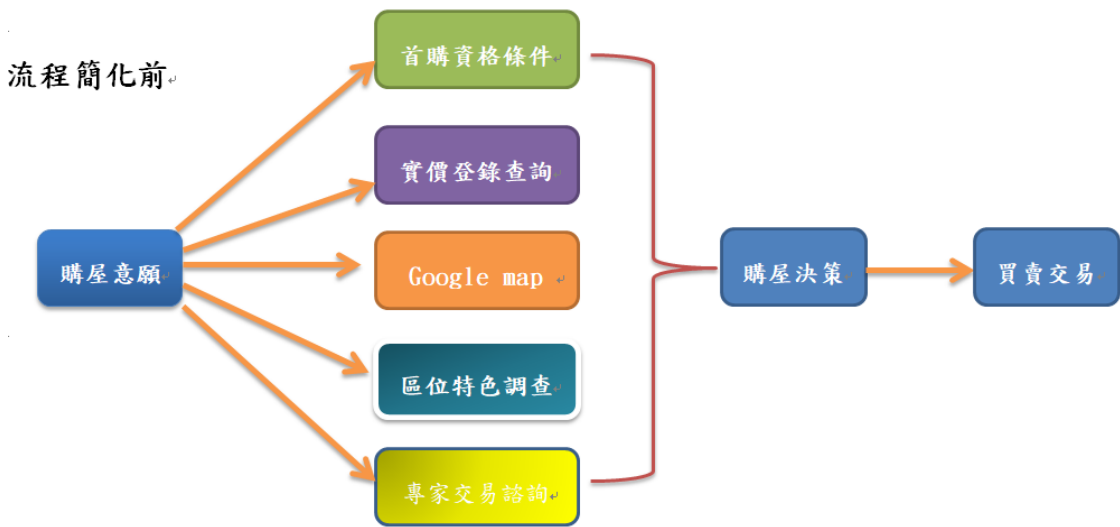 流程簡化前
首購資格條件
實價登錄查詢
購屋意願
Google map
購屋決策
買賣交易
區位特色調查
專家交易諮詢